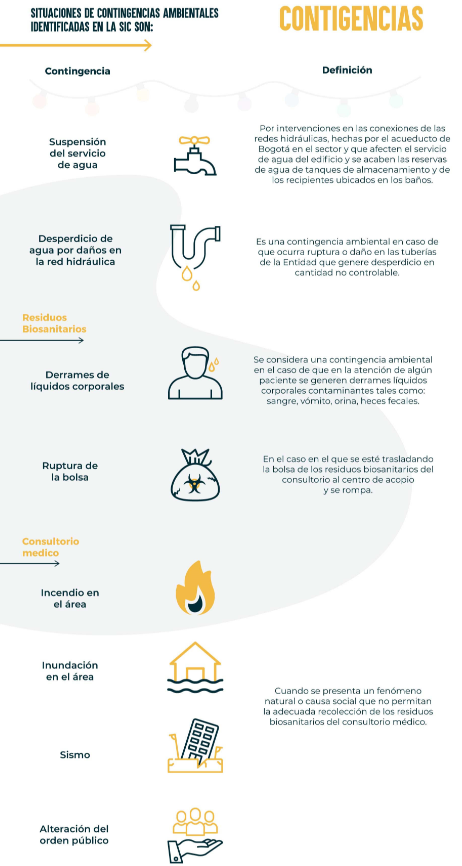 SITUACIONES DE CONTINGENCIAS AMBIENTALES
IDENTIFICADAS EN LA SIC SON:
CONTIGENCIAS
Contingencia
Definición
Suspensión
del servicio
de agua
Por intervenciones en las conexiones de las
redes hidráulicas, hechas por el acueducto de
Bogotá en el sector y que afecten el servicio
de agua del edificio y se acaben las reservas
de agua de tanques de almacenamiento y de
los recipientes ubicados en los baños.
Desperdicio de
agua por daños en
la red hidráulica
Es una contingencia ambiental en caso de
que ocurra ruptura o daño en las tuberías
de la Entidad que genere desperdicio en
cantidad no controlable.
Residuos
Biosanitarios
Derrames de
líquidos corporales
Se considera una contingencia ambiental
en el caso de que en la atención de algún
paciente se generen derrames líquidos
corporales contaminantes tales como:
sangre, vómito, orina, heces fecales.
Ruptura de
la bolsa
En el caso en el que se esté trasladando
la bolsa de los residuos biosanitarios del
consultorio al centro de acopio
y se rompa.
Consultorio
medico
Incendio en
el área
Inundación
en el área
Cuando se presenta un fenómeno
natural o causa social que no permitan
la adecuada recolección de los residuos
biosanitarios del consultorio médico.
Sismo
Alteración del
orden público